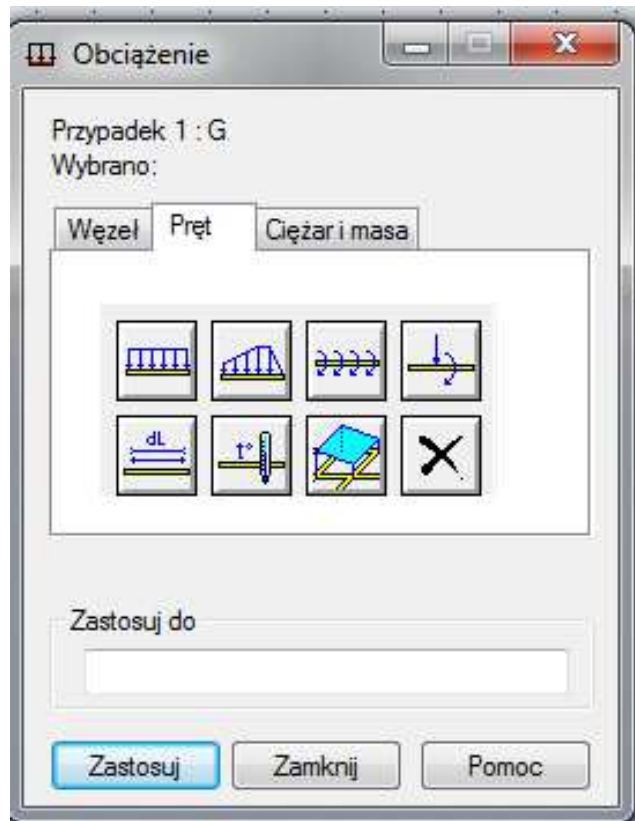 Obciążenie
Przypadek 1 : G
Wybrano:
Węzeł Pręt Ciężar i masa
dL t°
Zastosuj do
Zastosuj Zamknij Pomoc